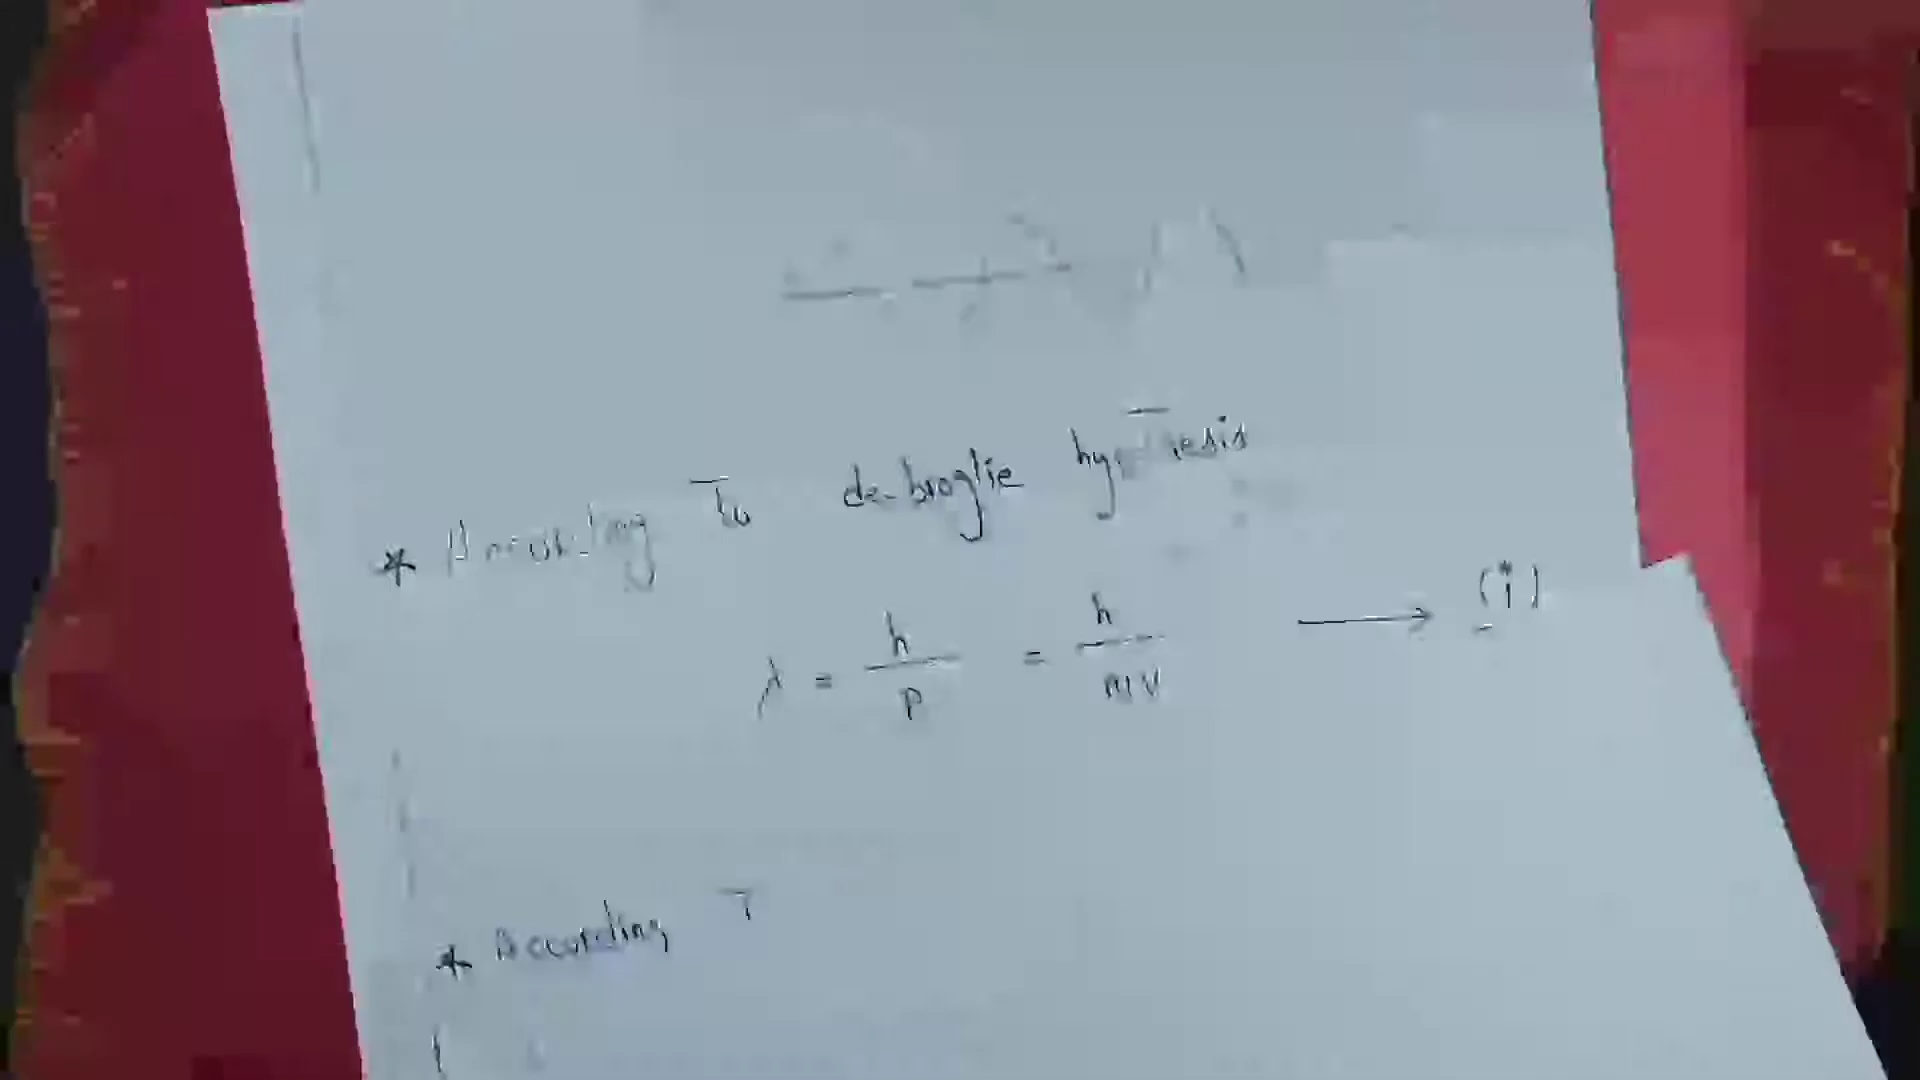 * According To de-broglie hypothesis
λ = h/p = h/mv → (i)
* According T